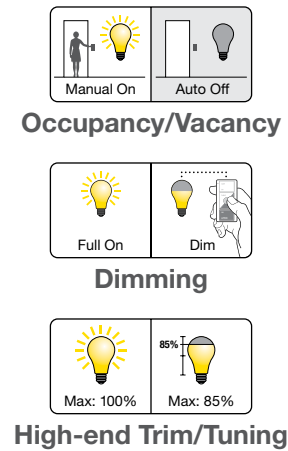 Manual On
Auto Off
Occupancy/Vacancy
Full On
Dim
Dimming
85%
Max: 100%
Max: 85%
High-end Trim/Tuning